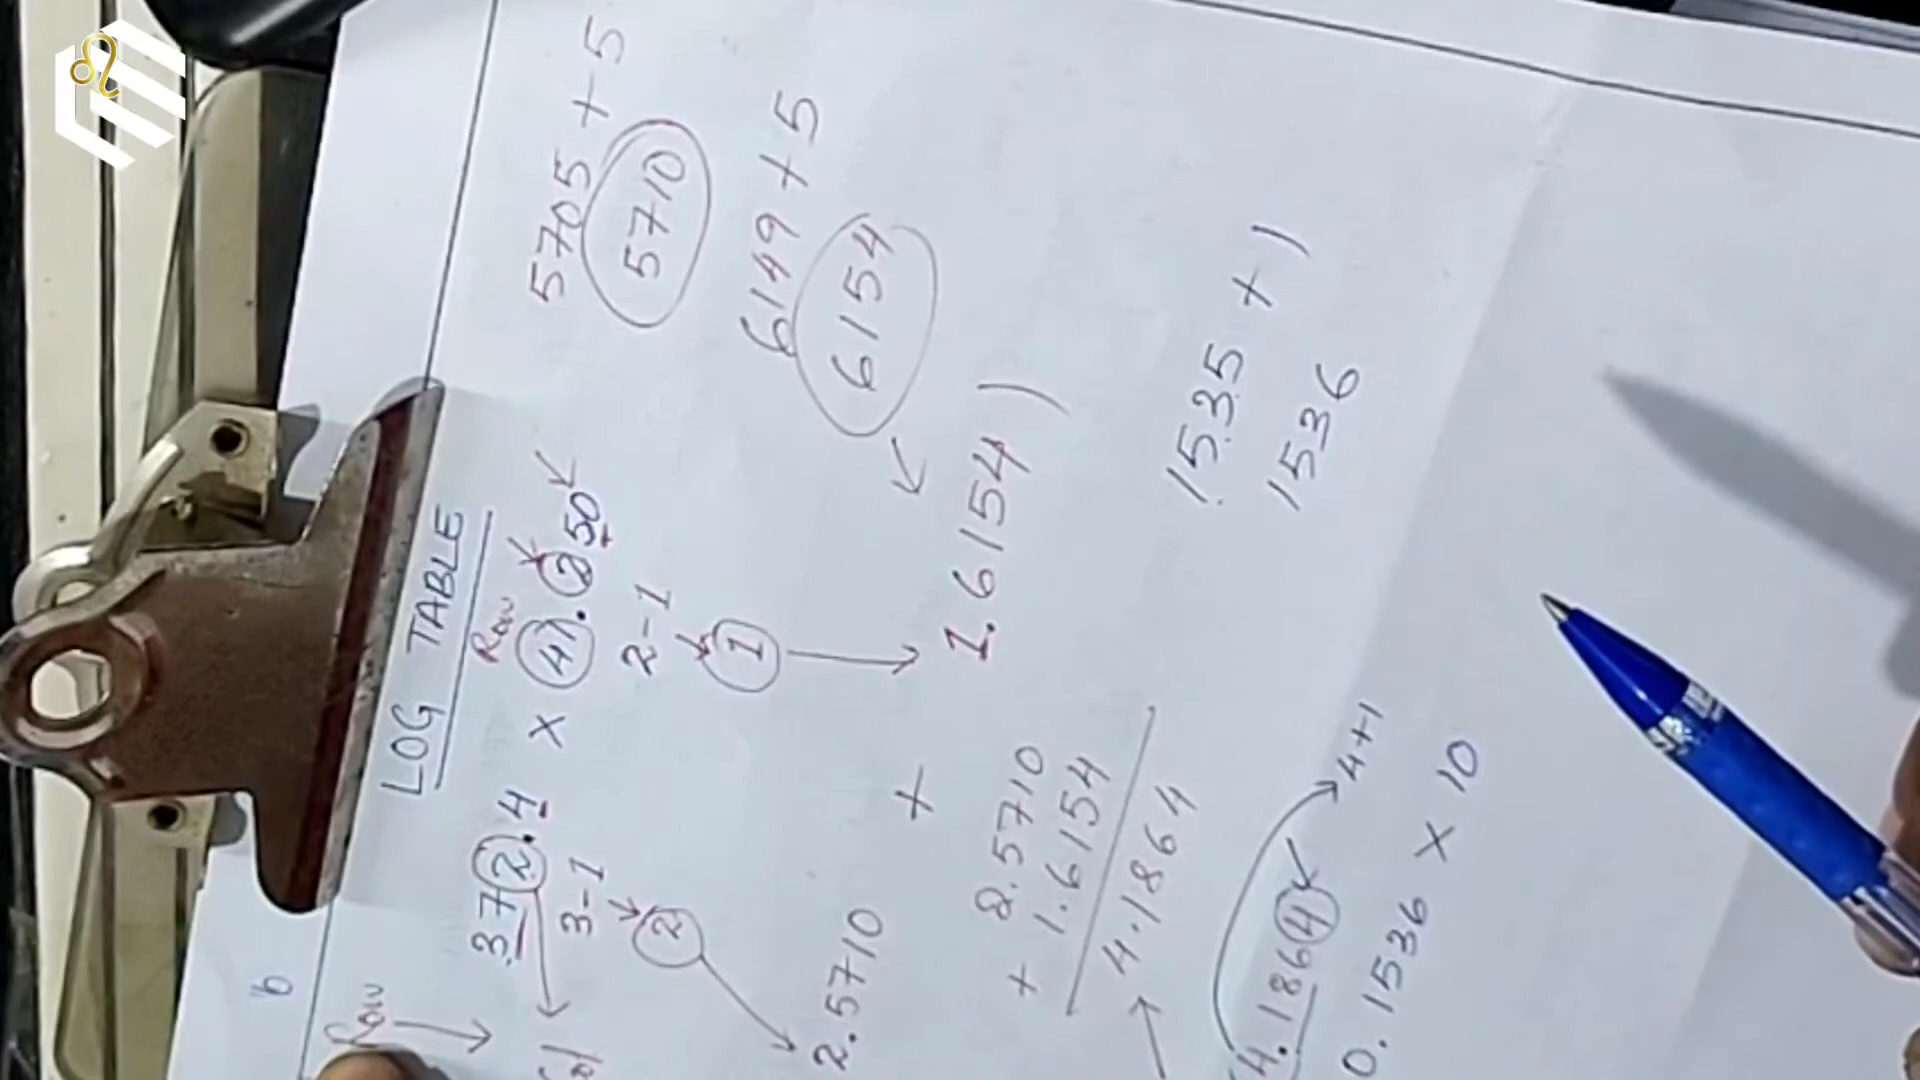 LOG TABLE
Row
Row
372.4 × 41.250
Col
3-1
2-1
2
1
5705 + 5
5710
6149 + 5
6154
2.5710 + 1.6154)
2.5710
+ 1.6154
4.1864
4.1864
4+1
0.1536 × 10
1535 + 1
1536